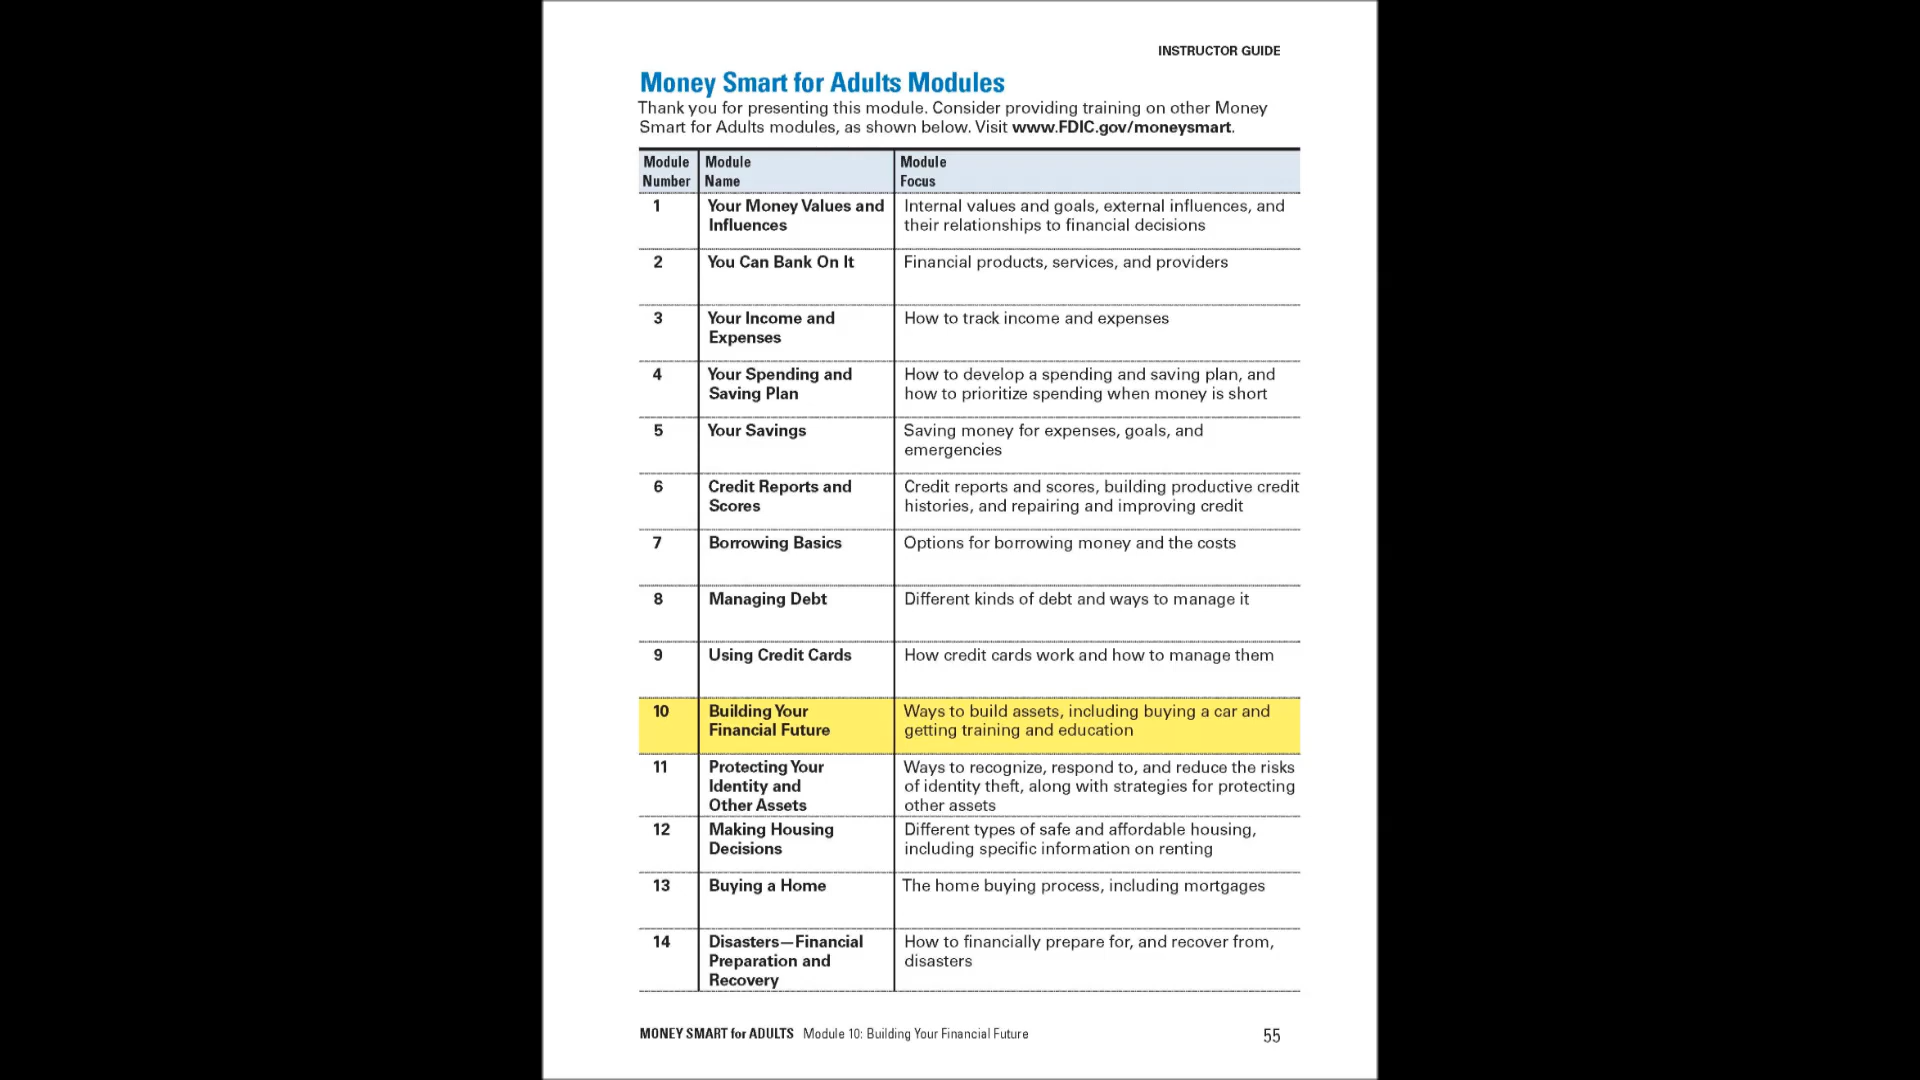 INSTRUCTOR GUIDE
Money Smart for Adults Modules
Thank you for presenting this module. Consider providing training on other Money
Smart for Adults modules, as shown below. Visit www.FDIC.gov/moneysmart.
Module Number
Module Name
Module Focus
1
Your Money Values and
Influences
Internal values and goals, external influences, and
their relationships to financial decisions
2
You Can Bank On It
Financial products, services, and providers
3
Your Income and
Expenses
How to track income and expenses
4
Your Spending and
Saving Plan
How to develop a spending and saving plan, and
how to prioritize spending when money is short
5
Your Savings
Saving money for expenses, goals, and
emergencies
6
Credit Reports and
Scores
Credit reports and scores, building productive credit
histories, and repairing and improving credit
7
Borrowing Basics
Options for borrowing money and the costs
8
Managing Debt
Different kinds of debt and ways to manage it
9
Using Credit Cards
How credit cards work and how to manage them
10
Building Your
Financial Future
Ways to build assets, including buying a car and
getting training and education
11
Protecting Your
Identity and
Other Assets
Ways to recognize, respond to, and reduce the risks
of identity theft, along with strategies for protecting
other assets
12
Making Housing
Decisions
Different types of safe and affordable housing,
including specific information on renting
13
Buying a Home
The home buying process, including mortgages
14
Disasters—Financial
Preparation and
Recovery
How to financially prepare for, and recover from,
disasters
MONEY SMART for ADULTS Module 10: Building Your Financial Future
55